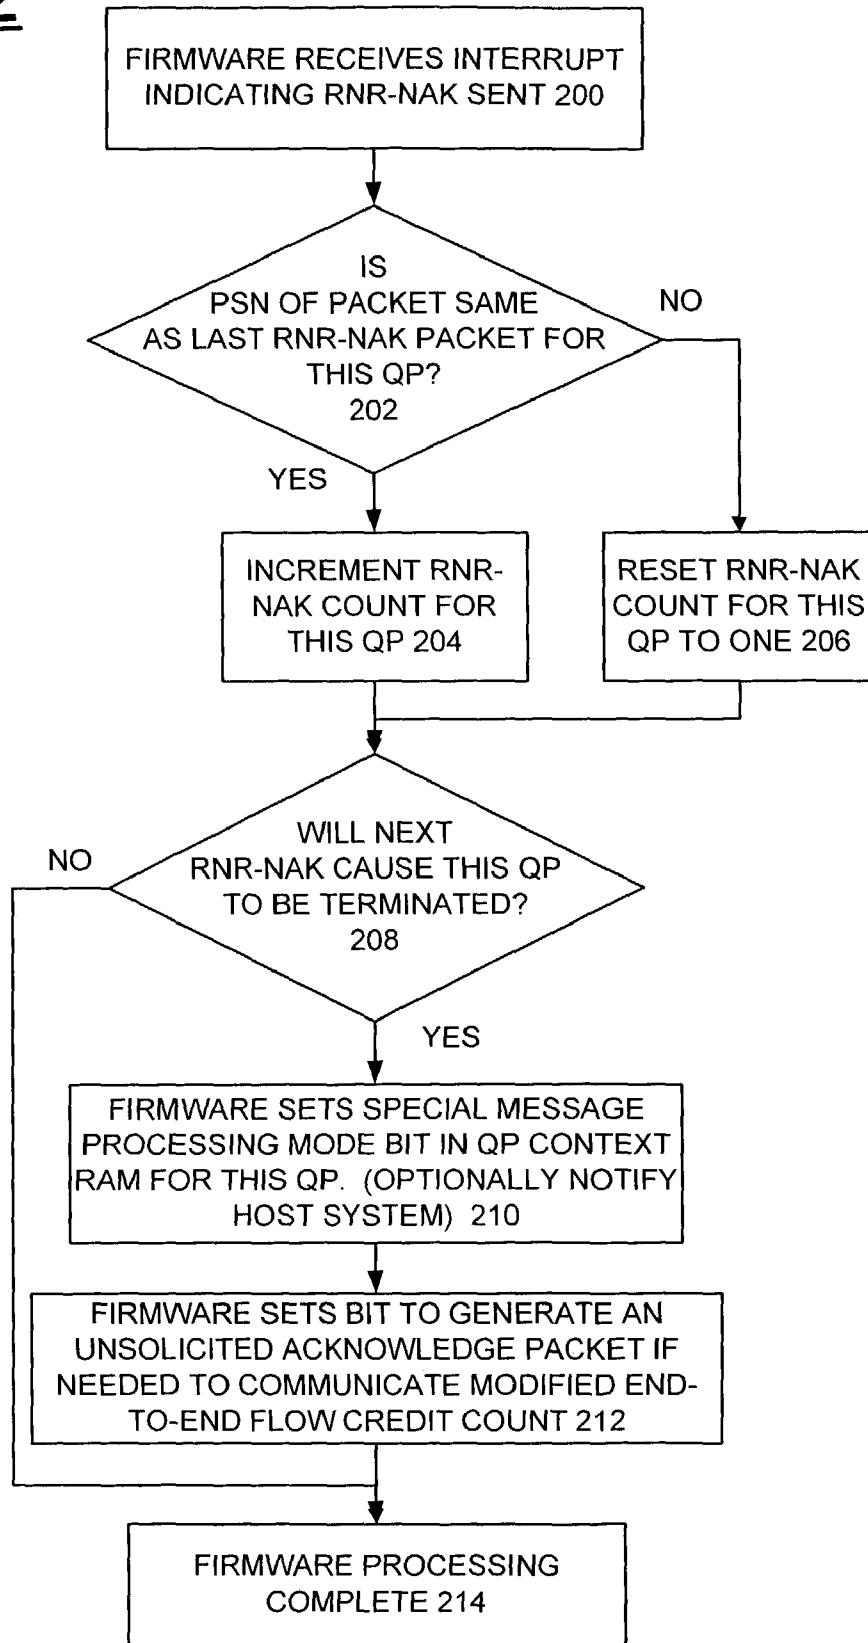 FIRMWARE RECEIVES INTERRUPT
INDICATING RNR-NAK SENT 200
IS
PSN OF PACKET SAME
AS LAST RNR-NAK PACKET FOR
THIS QP?
202
NO
YES
INCREMENT RNR-
NAK COUNT FOR
THIS QP 204
RESET RNR-NAK
COUNT FOR THIS
QP TO ONE 206
WILL NEXT
RNR-NAK CAUSE THIS QP
TO BE TERMINATED?
208
NO
YES
FIRMWARE SETS SPECIAL MESSAGE
PROCESSING MODE BIT IN QP CONTEXT
RAM FOR THIS QP. (OPTIONALLY NOTIFY
HOST SYSTEM) 210
FIRMWARE SETS BIT TO GENERATE AN
UNSOLICITED ACKNOWLEDGE PACKET IF
NEEDED TO COMMUNICATE MODIFIED END-
TO-END FLOW CREDIT COUNT 212
FIRMWARE PROCESSING
COMPLETE 214